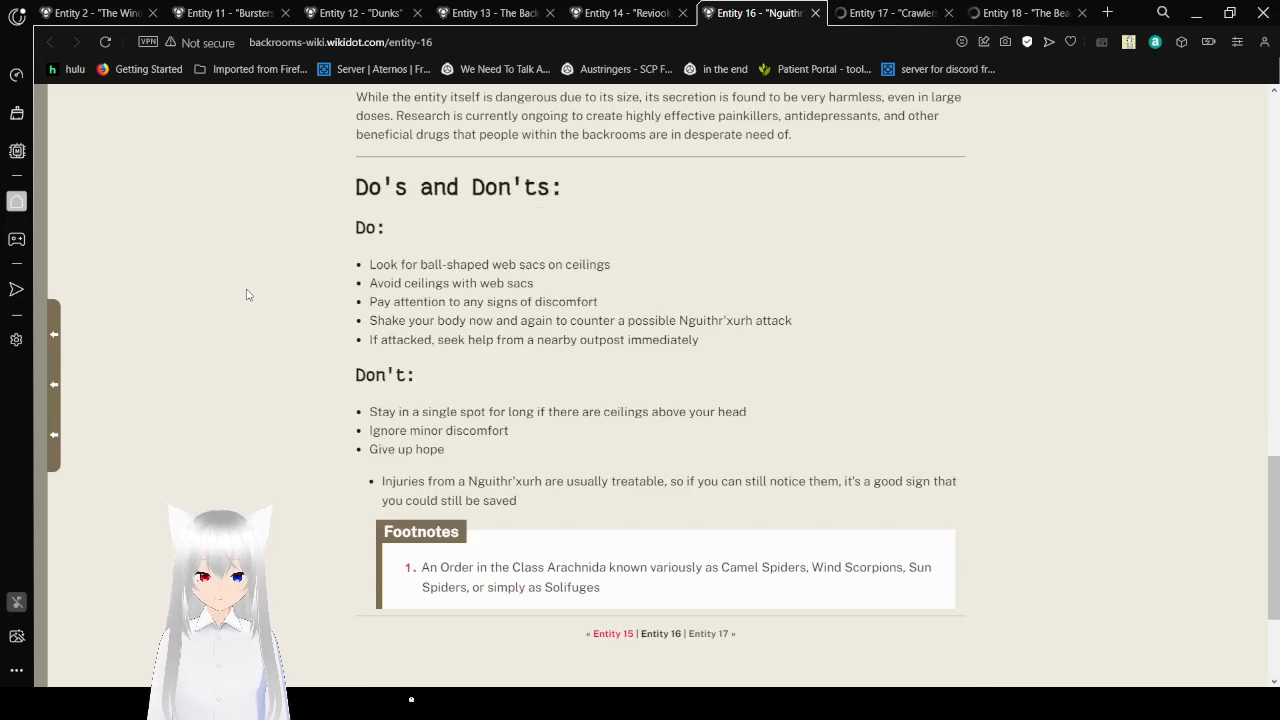 Entity 2 - "The Wind
Entity 11 - "Bursters
Entity 12 - "Dunks"
Entity 13 - The Back
Entity 14 - "Reviook
Entity 16 - "Nguithr
Entity 17 - "Crawlers
Entity 18 - "The Bea
VPN Not secure backrooms-wiki.wikidot.com/entity-16
hulu Getting Started Imported from Firef... Server | Aternos | Fr... We Need To Talk A... Austringers - SCP F... in the end Patient Portal - tool... server for discord fr...
While the entity itself is dangerous due to its size, its secretion is found to be very harmless, even in large
doses. Research is currently ongoing to create highly effective painkillers, antidepressants, and other
beneficial drugs that people within the backrooms are in desperate need of.
Do's and Don'ts:
Do:
Look for ball-shaped web sacs on ceilings
Avoid ceilings with web sacs
Pay attention to any signs of discomfort
Shake your body now and again to counter a possible Nguithr'xurh attack
If attacked, seek help from a nearby outpost immediately
Don't:
Stay in a single spot for long if there are ceilings above your head
Ignore minor discomfort
Give up hope
Injuries from a Nguithr'xurh are usually treatable, so if you can still notice them, it's a good sign that
you could still be saved
Footnotes
1. An Order in the Class Arachnida known variously as Camel Spiders, Wind Scorpions, Sun
Spiders, or simply as Solifuges
« Entity 15 | Entity 16 | Entity 17 »